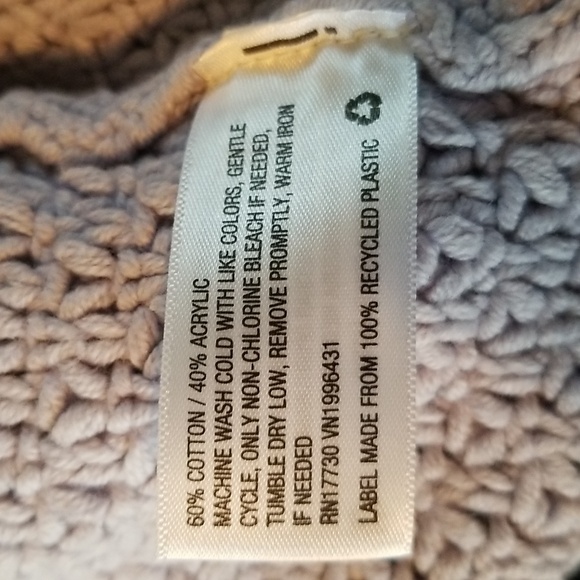 60% COTTON / 40% ACRYLIC
MACHINE WASH COLD WITH LIKE COLORS, GENTLE
CYCLE, ONLY NON-CHLORINE BLEACH IF NEEDED,
TUMBLE DRY LOW, REMOVE PROMPTLY, WARM IRON
IF NEEDED
RN17730 VN1996431
LABEL MADE FROM 100% RECYCLED PLASTIC